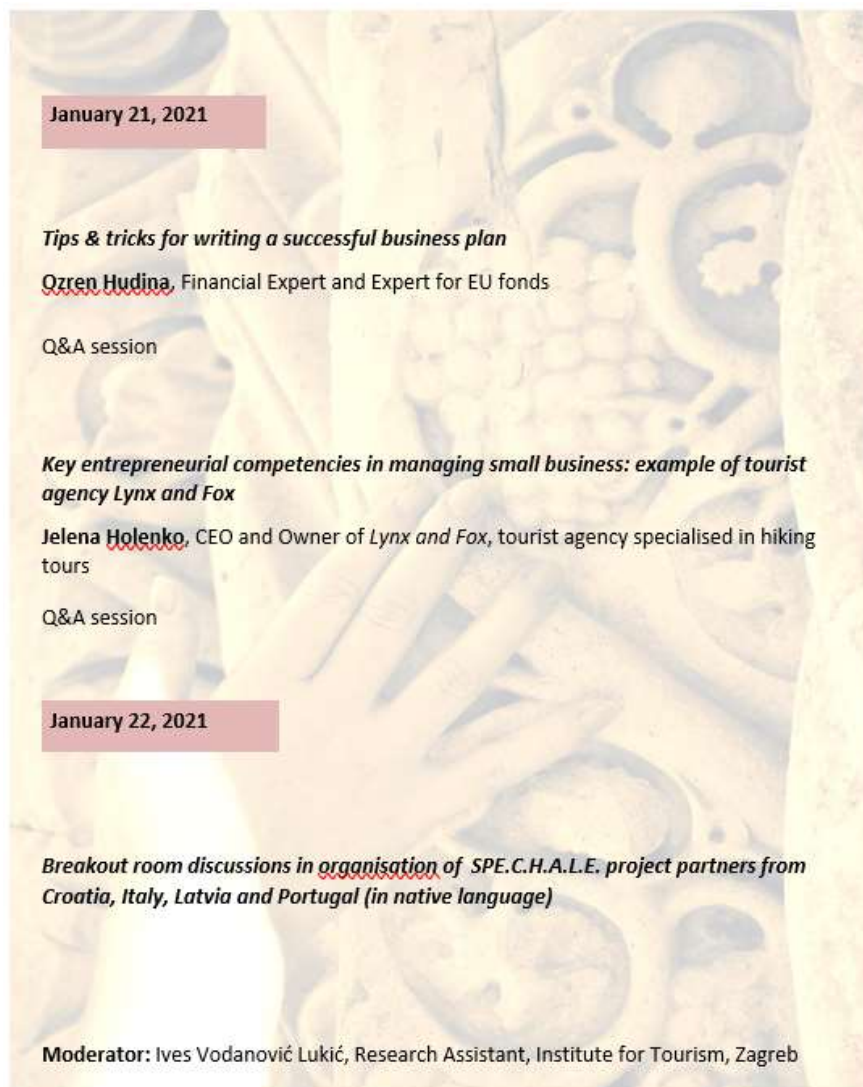 January 21, 2021
Tips & tricks for writing a successful business plan
Ozren Hudina, Financial Expert and Expert for EU fonds
Q&A session
Key entrepreneurial competencies in managing small business: example of tourist
agency Lynx and Fox
Jelena Holenko, CEO and Owner of Lynx and Fox, tourist agency specialised in hiking
tours
Q&A session
January 22, 2021
Breakout room discussions in organisation of SPE.C.H.A.L.E. project partners from
Croatia, Italy, Latvia and Portugal (in native language)
Moderator: Ives Vodanović Lukić, Research Assistant, Institute for Tourism, Zagreb